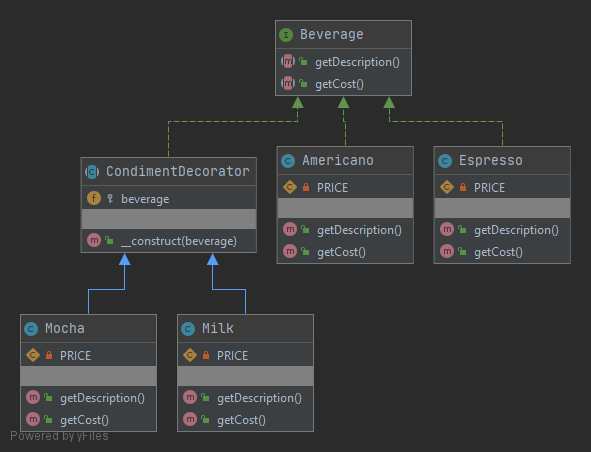 Beverage
getDescription()
getCost()
CondimentDecorator
beverage
__construct(beverage)
Americano
PRICE
getDescription()
getCost()
Espresso
PRICE
getDescription()
getCost()
Mocha
PRICE
getDescription()
getCost()
Milk
PRICE
getDescription()
getCost()
Powered by yFiles